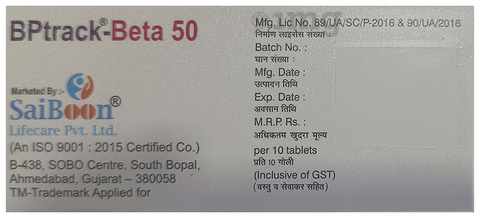 BPtrack®-Beta 50
Marketed By :-
SaiBoon®
Lifecare Pvt. Ltd.
(An ISO 9001 : 2015 Certified Co.)
B-438, SOBO Centre, South Bopal,
Ahmedabad, Gujarat – 380058
TM-Trademark Applied for
Mfg. Lic No. 89/UA/SC/P-2016 & 90/UA/2016
निर्माण लाइसेंस संख्या :
Batch No. :
घान संख्या :
Mfg. Date :
उत्पादन तिथि
Exp. Date :
अवसान तिथि
M.R.P. Rs :
अधिकतम खुदरा मूल्य
per 10 tablets
प्रति 10 गोली
(Inclusive of GST)
(वस्तु व सेवाकर सहित)